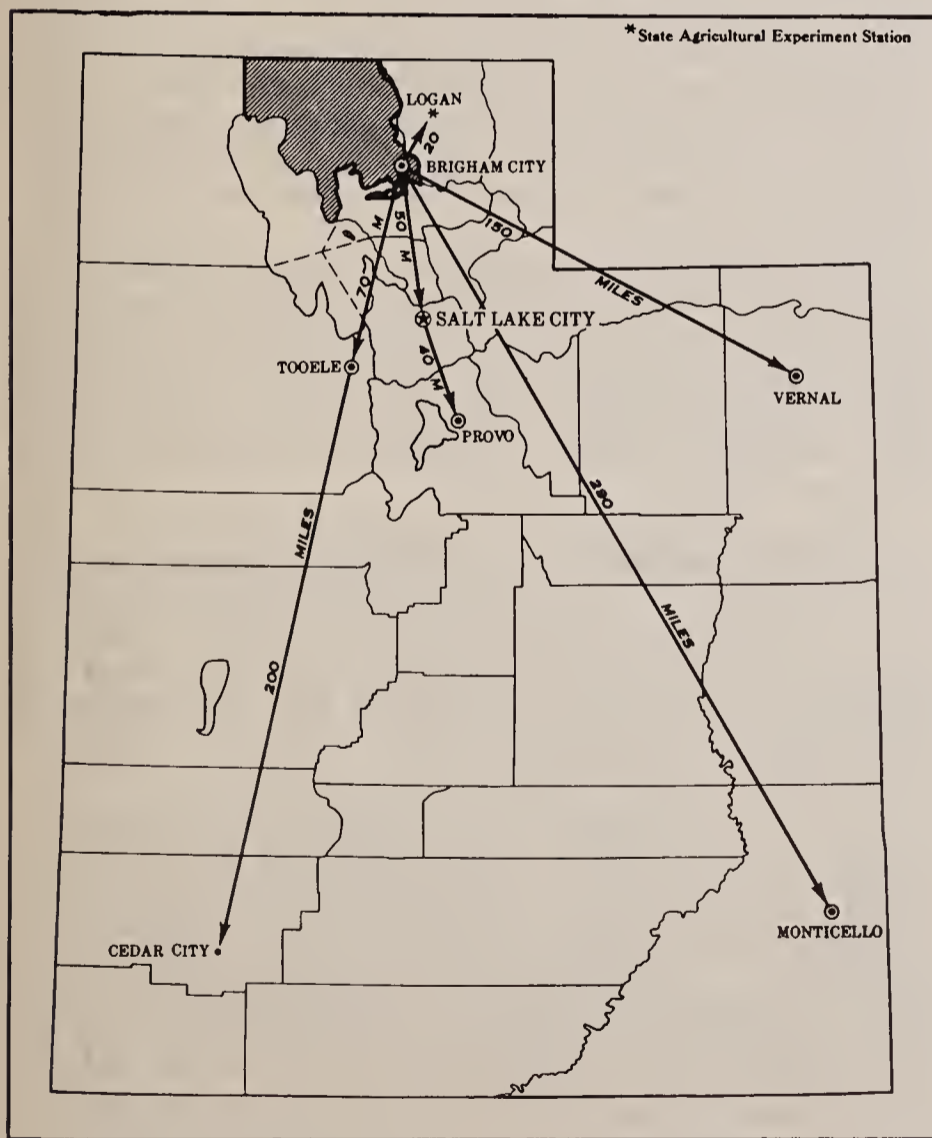 *State Agricultural Experiment Station
LOGAN
*
20
BRIGHAM CITY
150
MILES
M
50
M
70
SALT LAKE CITY
40
M
TOOELE
PROVO
VERNAL
280
MILES
MILES
200
CEDAR CITY
MONTICELLO